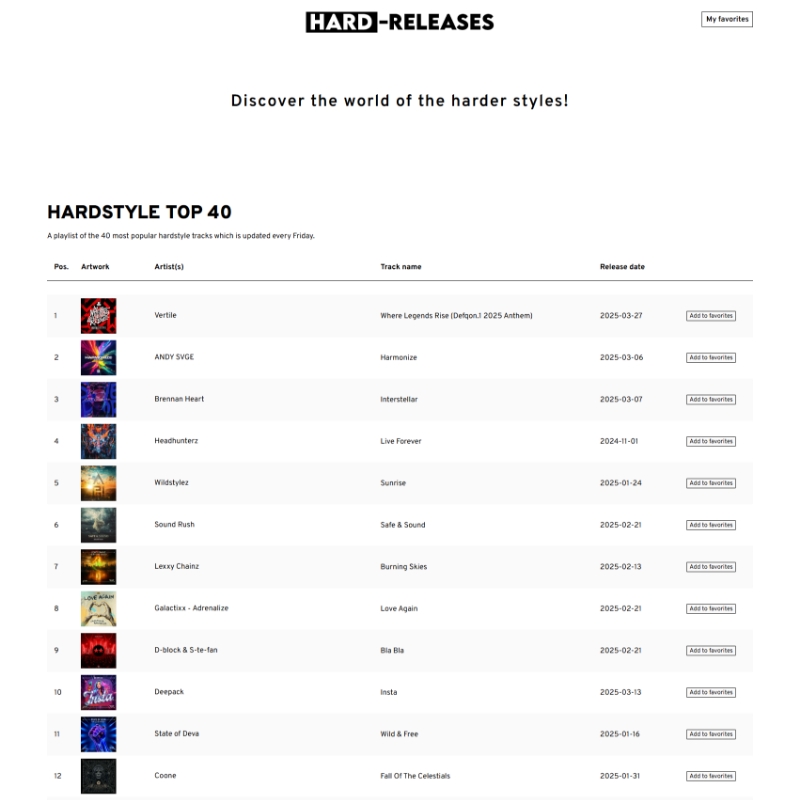 HARD-RELEASES
My favorites
Discover the world of the harder styles!
HARDSTYLE TOP 40
A playlist of the 40 most popular hardstyle tracks which is updated every Friday.
Pos. Artwork Artist(s) Track name Release date
1 Vertile Where Legends Rise (Defqon.1 2025 Anthem) 2025-03-27 Add to favorites
2 ANDY SVGE Harmonize 2025-03-06 Add to favorites
3 Brennan Heart Interstellar 2025-03-07 Add to favorites
4 Headhunterz Live Forever 2024-11-01 Add to favorites
5 Wildstylez Sunrise 2025-01-24 Add to favorites
6 Sound Rush Safe & Sound 2025-02-21 Add to favorites
7 Lexxy Chainz Burning Skies 2025-02-13 Add to favorites
8 LOVE AGAIN Galactixx - Adrenalize Love Again 2025-02-21 Add to favorites
9 D-block & S-te-fan Bla Bla 2025-02-21 Add to favorites
10 Insta Deepack Insta 2025-03-13 Add to favorites
11 State of Deva Wild & Free 2025-01-16 Add to favorites
12 Coone Fall Of The Celestials 2025-01-31 Add to favorites